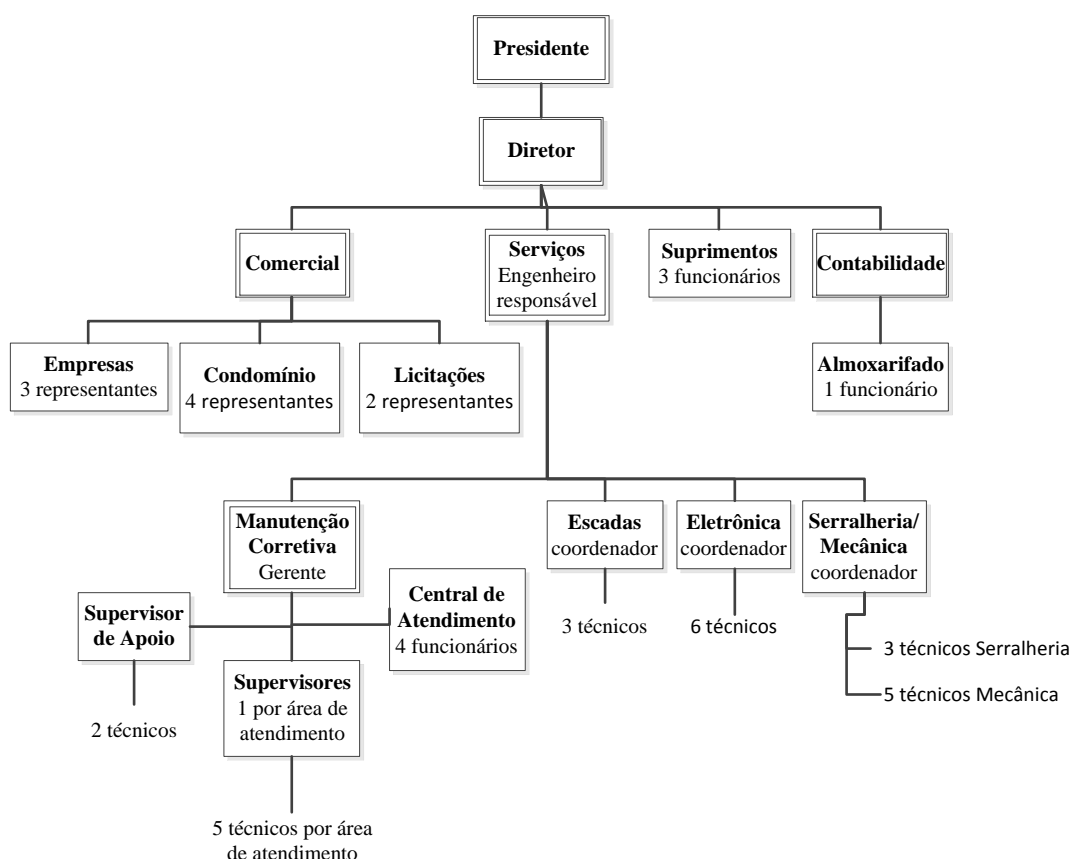 Presidente
Diretor
Comercial
Serviços
Engenheiro
responsável
Suprimentos
3 funcionários
Contabilidade
Empresas
3 representantes
Condomínio
4 representantes
Licitações
2 representantes
Almoxarifado
1 funcionário
Manutenção
Corretiva
Gerente
Escadas
coordenador
Eletrônica
coordenador
Serralheria/
Mecânica
coordenador
Supervisor
de Apoio
Central de
Atendimento
4 funcionários
3 técnicos
6 técnicos
3 técnicos Serralheria
5 técnicos Mecânica
Supervisores
1 por área de
atendimento
2 técnicos
5 técnicos por área
de atendimento